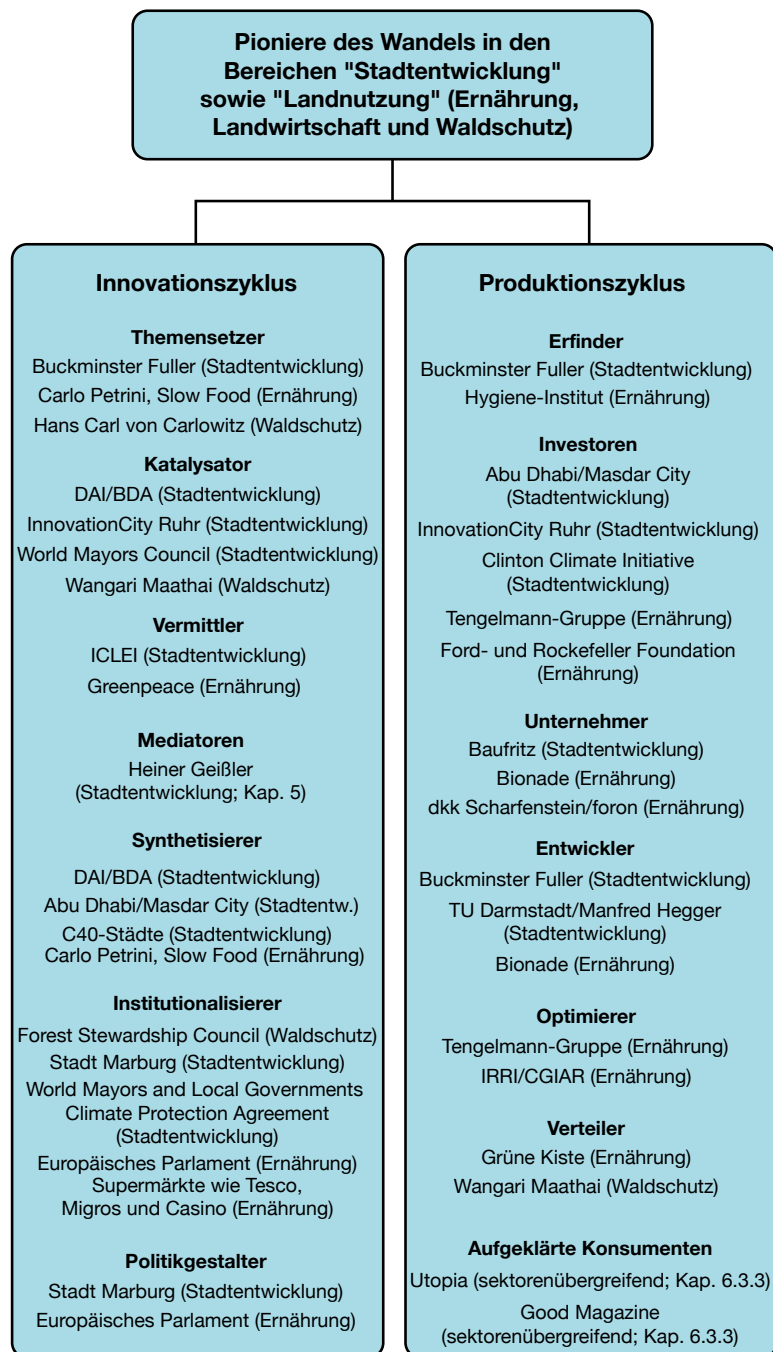 Pioniere des Wandels in den
Bereichen "Stadtentwicklung"
sowie "Landnutzung" (Ernährung,
Landwirtschaft und Waldschutz)
Innovationszyklus
Themensetzer
Buckminster Fuller (Stadtentwicklung)
Carlo Petrini, Slow Food (Ernährung)
Hans Carl von Carlowitz (Waldschutz)
Katalysator
DAI/BDA (Stadtentwicklung)
InnovationCity Ruhr (Stadtentwicklung)
World Mayors Council (Stadtentwicklung)
Wangari Maathai (Waldschutz)
Vermittler
ICLEI (Stadtentwicklung)
Greenpeace (Ernährung)
Mediatoren
Heiner Geißler
(Stadtentwicklung; Kap. 5)
Synthetisierer
DAI/BDA (Stadtentwicklung)
Abu Dhabi/Masdar City (Stadtentw.)
C40-Städte (Stadtentwicklung)
Carlo Petrini, Slow Food (Ernährung)
Institutionalisierer
Forest Stewardship Council (Waldschutz)
Stadt Marburg (Stadtentwicklung)
World Mayors and Local Governments
Climate Protection Agreement
(Stadtentwicklung)
Europäisches Parlament (Ernährung)
Supermärkte wie Tesco,
Migros und Casino (Ernährung)
Politikgestalter
Stadt Marburg (Stadtentwicklung)
Europäisches Parlament (Ernährung)
Produktionszyklus
Erfinder
Buckminster Fuller (Stadtentwicklung)
Hygiene-Institut (Ernährung)
Investoren
Abu Dhabi/Masdar City
(Stadtentwicklung)
InnovationCity Ruhr (Stadtentwicklung)
Clinton Climate Initiative
(Stadtentwicklung)
Tengelmann-Gruppe (Ernährung)
Ford- und Rockefeller Foundation
(Ernährung)
Unternehmer
Baufritz (Stadtentwicklung)
Bionade (Ernährung)
dkk Scharfenstein/foron (Ernährung)
Entwickler
Buckminster Fuller (Stadtentwicklung)
TU Darmstadt/Manfred Hegger
(Stadtentwicklung)
Bionade (Ernährung)
Optimierer
Tengelmann-Gruppe (Ernährung)
IRRI/CGIAR (Ernährung)
Verteiler
Grüne Kiste (Ernährung)
Wangari Maathai (Waldschutz)
Aufgeklärte Konsumenten
Utopia (sektorenübergreifend; Kap. 6.3.3)
Good Magazine
(sektorenübergreifend; Kap. 6.3.3)